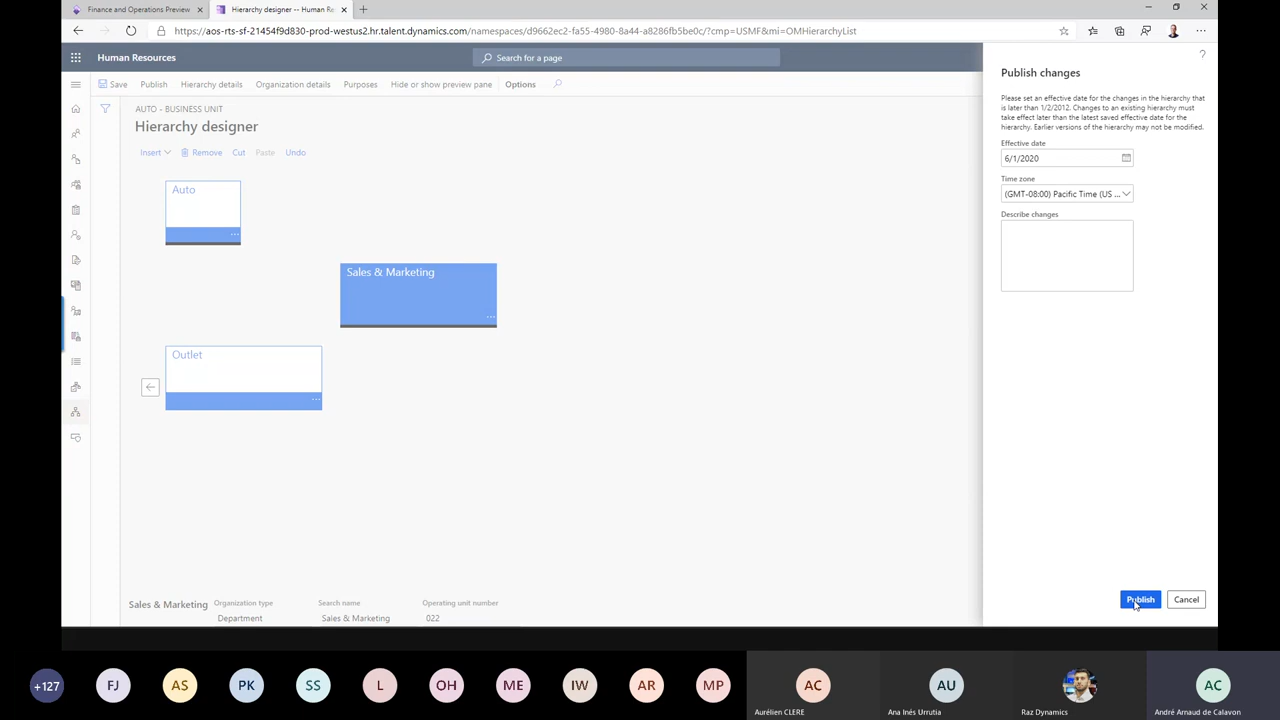 Finance and Operations Preview
Hierarchy designer -- Human Re
https://aos-rts-sf-21454f9d830-prod-westus2.hr.talent.dynamics.com/namespaces/d9662ec2-fa55-4980-8a44-a8286fb5be0c/?cmp=USMF&mi=OMHierarchyList
Human Resources
Search for a page
?
Save
Publish
Hierarchy details
Organization details
Hide or show preview pane
Purposes
Options
AUTO - BUSINESS UNIT
Hierarchy designer
Insert
Remove
Cut
Paste
Undo
Auto
...
Sales & Marketing
...
Outlet
...
Sales & Marketing
Organization type
Department
Search name
Sales & Marketing
Operating unit number
022
Publish changes
Please set an effective date for the changes in the hierarchy that
is later than 1/2/2012. Changes to an existing hierarchy must
take effect later than the latest saved effective date for the
hierarchy. Earlier versions of the hierarchy may not be modified.
Effective date
6/1/2020
Time zone
(GMT-08:00) Pacific Time (US ...
Describe changes
Publish
Cancel
+127
FJ
AS
PK
SS
L
OH
ME
IW
AR
MP
AC
Aurélien CLERE
AU
Ana Inés Urrutia
Raz Dynamics
AC
André Arnaud de Calavon